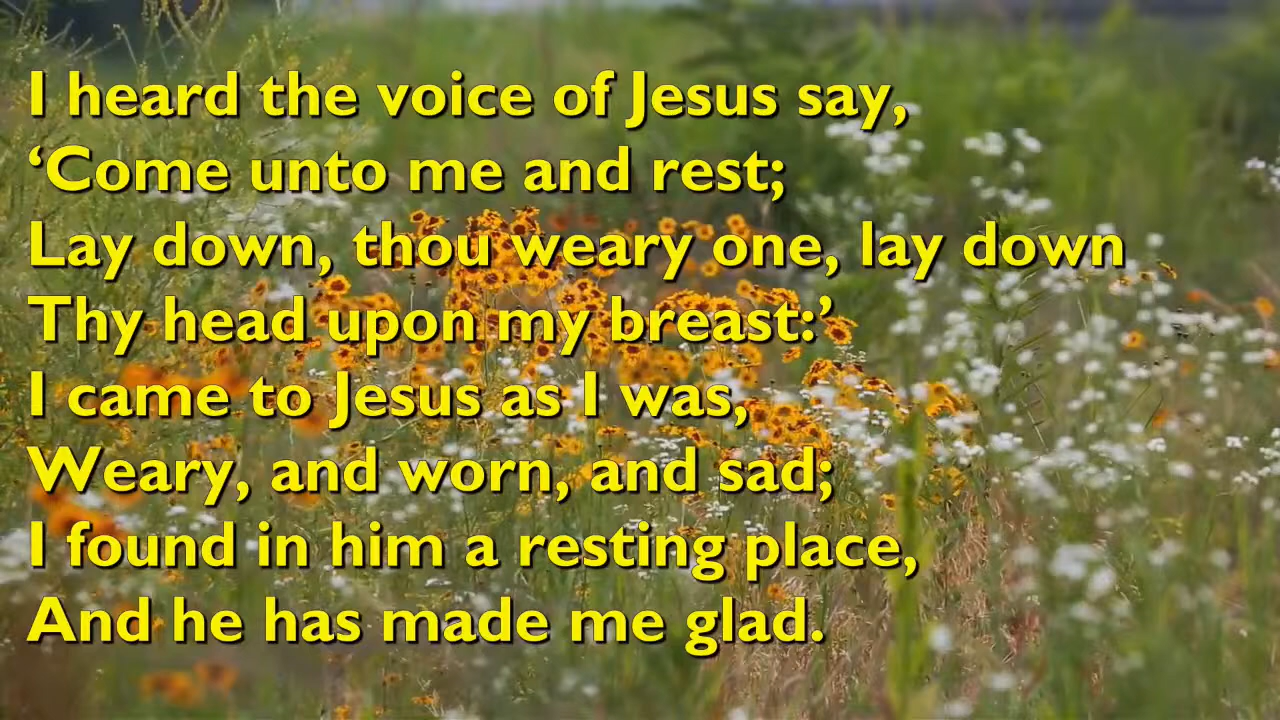 I heard the voice of Jesus say,
‘Come unto me and rest;
Lay down, thou weary one, lay down
Thy head upon my breast:’
I came to Jesus as I was,
Weary, and worn, and sad;
I found in him a resting place,
And he has made me glad.